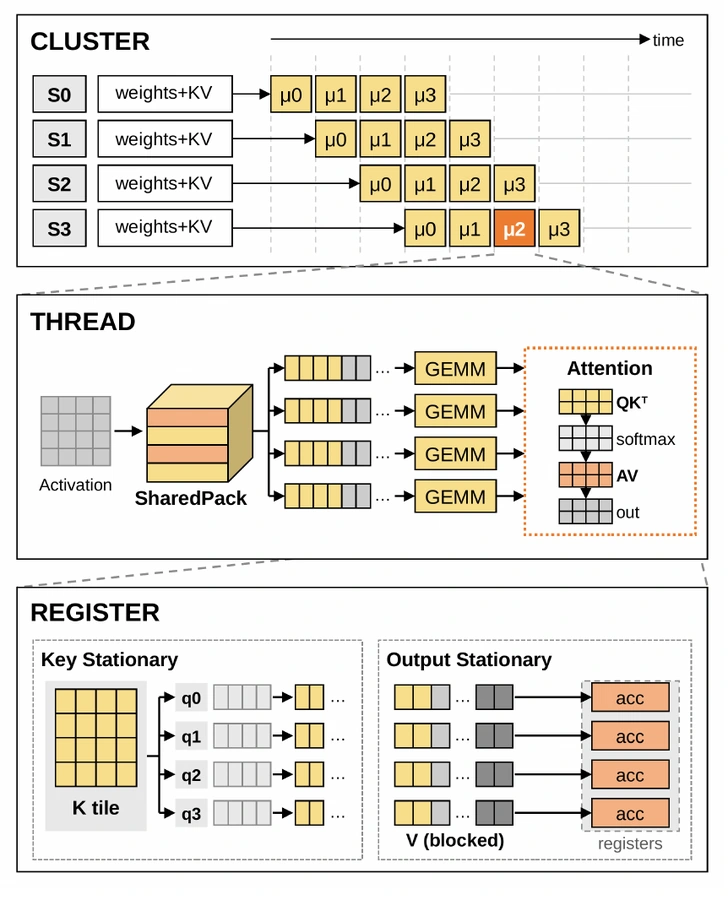 CLUSTER
time
S0 weights+KV μ0 μ1 μ2 μ3
S1 weights+KV μ0 μ1 μ2 μ3
S2 weights+KV μ0 μ1 μ2 μ3
S3 weights+KV μ0 μ1 μ2 μ3
THREAD
Activation
SharedPack
... GEMM
... GEMM
... GEMM
... GEMM
Attention
QKᵀ
softmax
AV
out
REGISTER
Key Stationary
K tile
q0 ...
q1 ...
q2 ...
q3 ...
Output Stationary
... acc
... acc
... acc
... acc
V (blocked)
registers